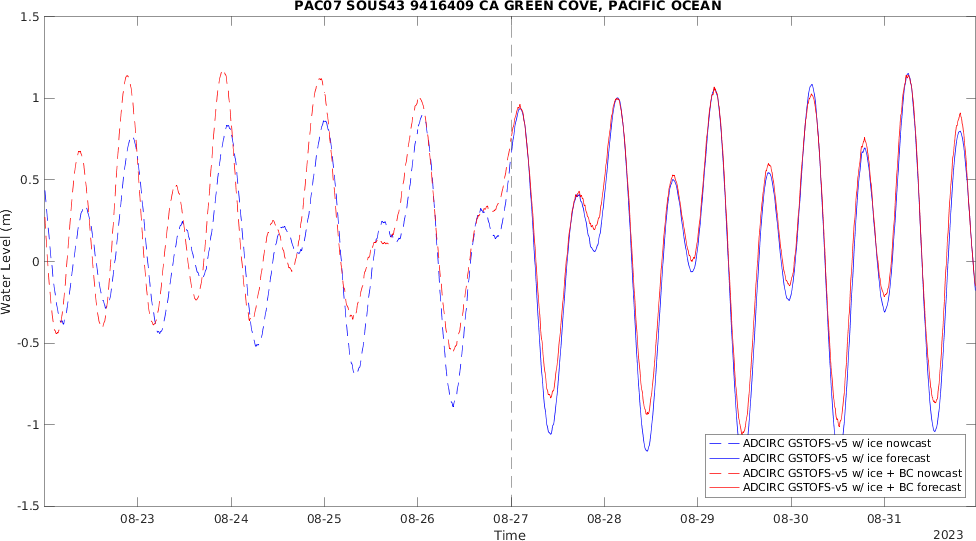 PAC07 SOUS43 9416409 CA GREEN COVE, PACIFIC OCEAN
1.5
1
0.5
0
-0.5
-1
-1.5
Water Level (m)
08-23 08-24 08-25 08-26 08-27 08-28 08-29 08-30 08-31
Time
2023
ADCIRC GSTOFS-v5 w/ ice nowcast
ADCIRC GSTOFS-v5 w/ ice forecast
ADCIRC GSTOFS-v5 w/ ice + BC nowcast
ADCIRC GSTOFS-v5 w/ ice + BC forecast